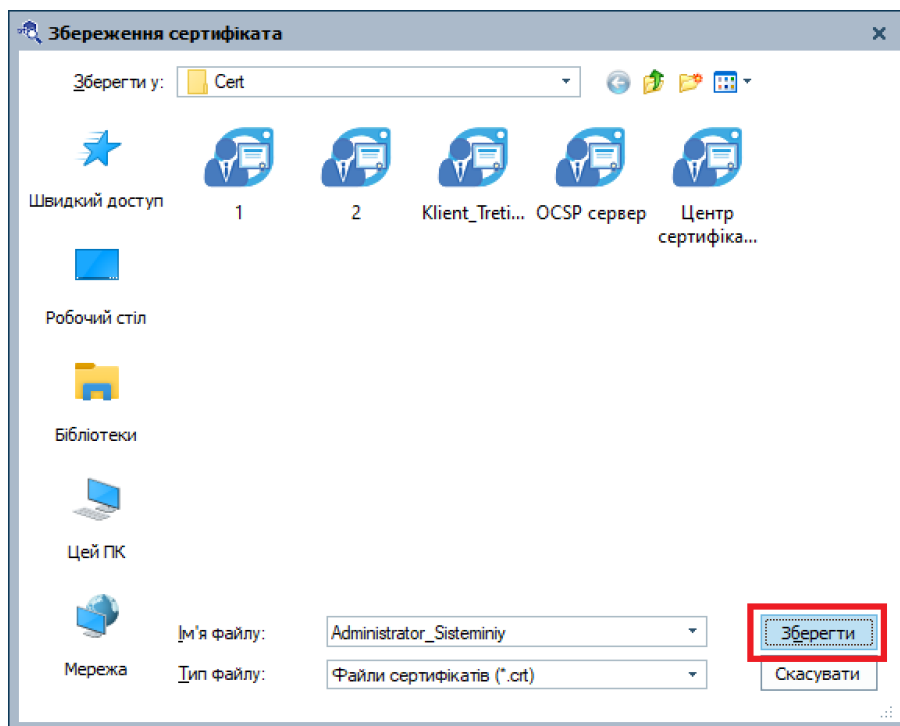 Збереження сертифіката
Зберегти у:
Cert
Швидкий доступ
Робочий стіл
Бібліотеки
Цей ПК
Мережа
1
2
Klient_Treti...
OCSP сервер
Центр
сертифіка...
Ім'я файлу:
Administrator_Sisteminiy
Зберегти
Тип файлу:
Файли сертифікатів (*.crt)
Скасувати